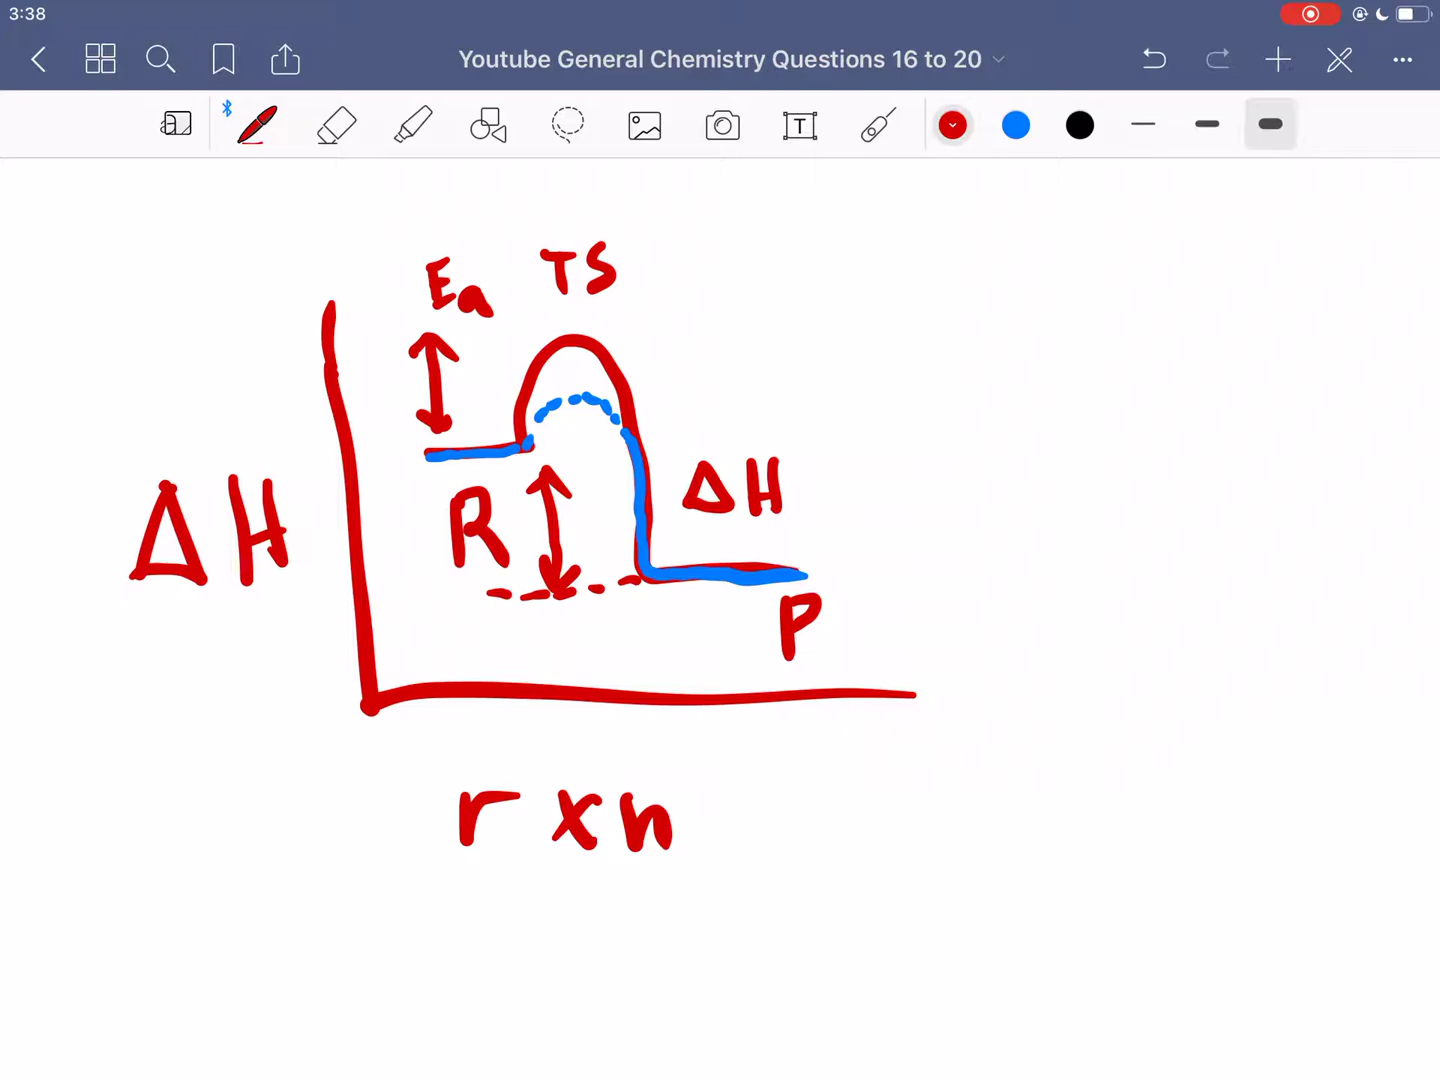 3:38
Youtube General Chemistry Questions 16 to 20
a
T
Ea
TS
ΔH
R
ΔH
P
rxn